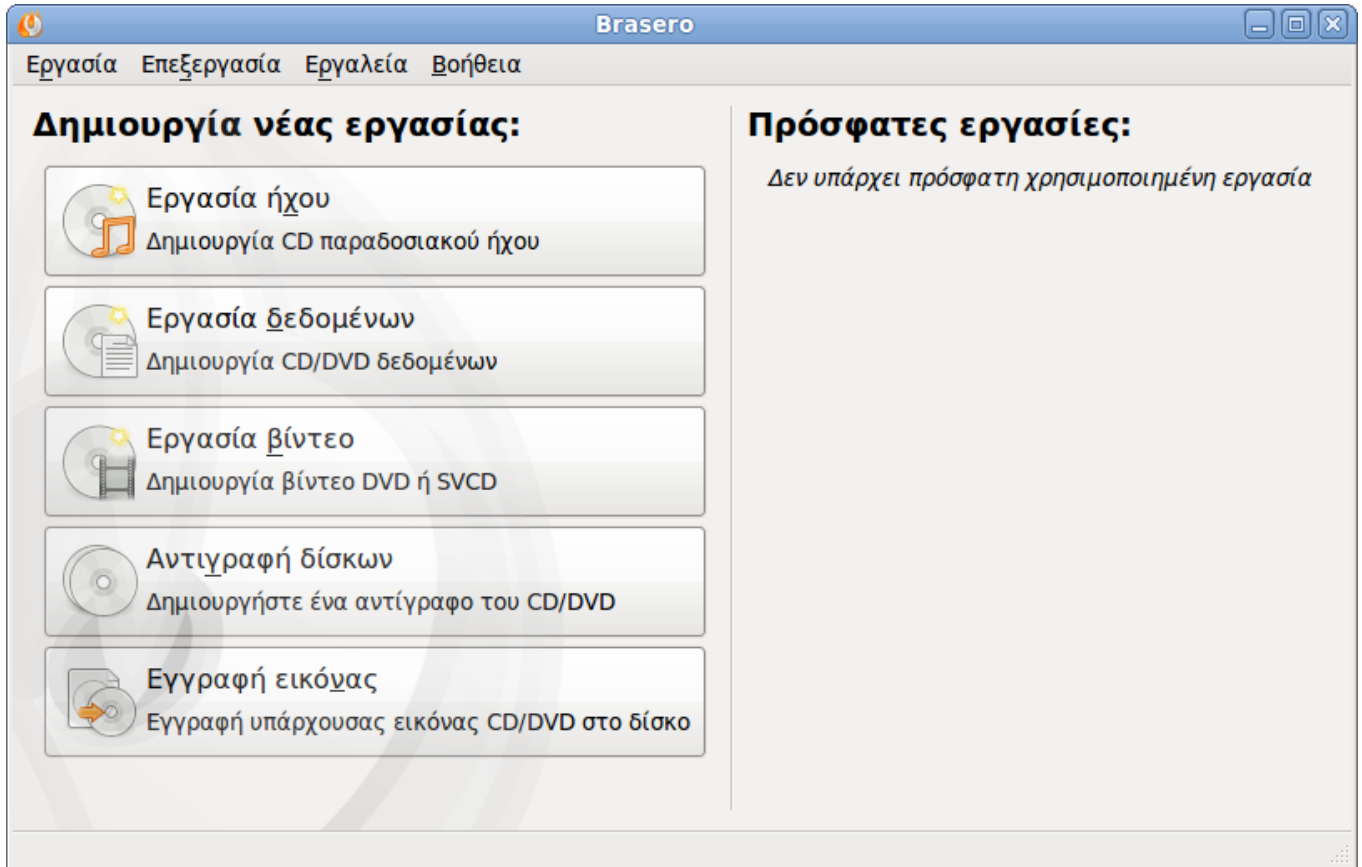 Brasero
Εργασία Επεξεργασία Εργαλεία Βοήθεια
Δημιουργία νέας εργασίας:
Εργασία ήχου
Δημιουργία CD παραδοσιακού ήχου
Εργασία δεδομένων
Δημιουργία CD/DVD δεδομένων
Εργασία βίντεο
Δημιουργία βίντεο DVD ή SVCD
Αντιγραφή δίσκων
Δημιουργήστε ένα αντίγραφο του CD/DVD
Εγγραφή εικόνας
Εγγραφή υπάρχουσας εικόνας CD/DVD στο δίσκο
Πρόσφατες εργασίες:
Δεν υπάρχει πρόσφατη χρησιμοποιημένη εργασία